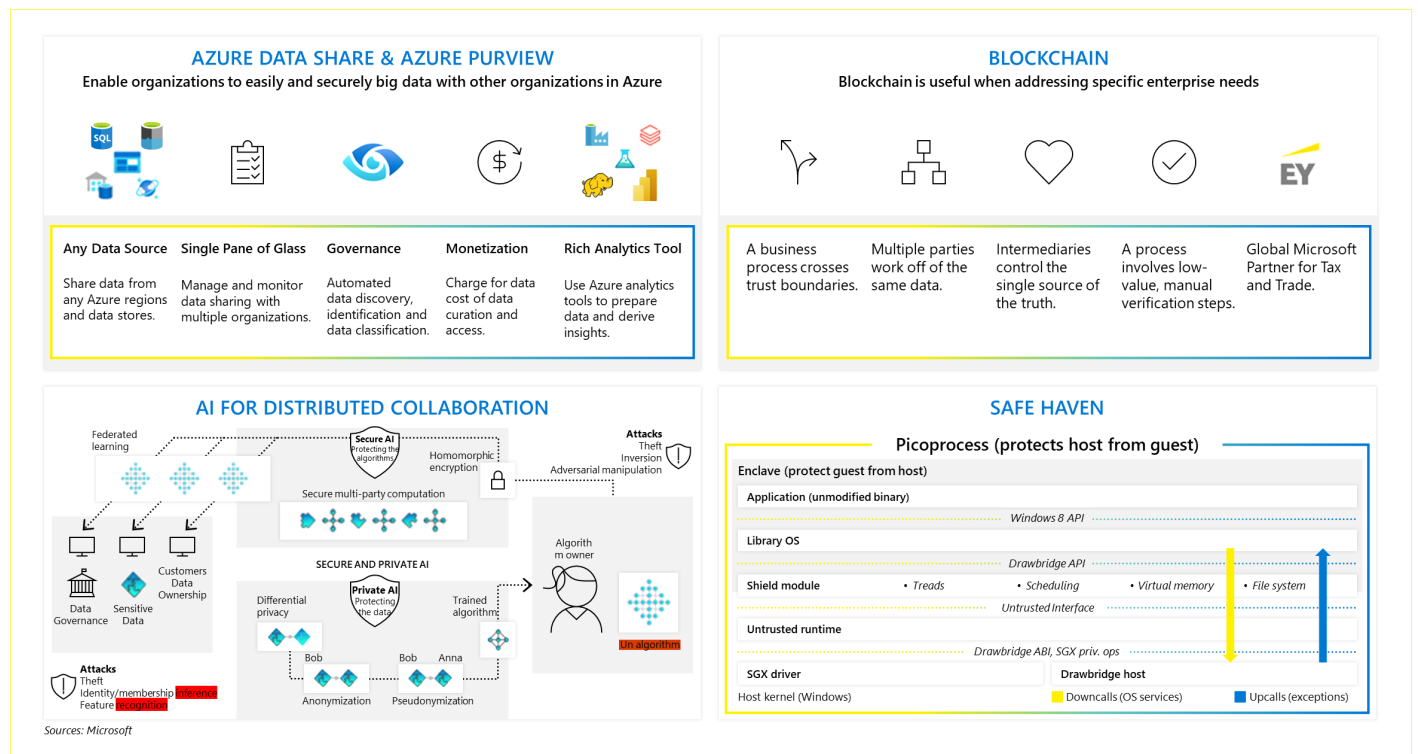 AZURE DATA SHARE & AZURE PURVIEW
Enable organizations to easily and securely big data with other organizations in Azure
SQL
Any Data Source
Share data from
any Azure regions
and data stores.
Single Pane of Glass
Manage and monitor
data sharing with
multiple organizations.
Governance
Automated
data discovery,
identification and
data classification.
Monetization
Charge for data
cost of data
curation and
access.
Rich Analytics Tool
Use Azure analytics
tools to prepare
data and derive
insights.
BLOCKCHAIN
Blockchain is useful when addressing specific enterprise needs
EY
A business
process crosses
trust boundaries.
Multiple parties
work off of the
same data.
Intermediaries
control the
single source of
the truth.
A process
involves low-
value, manual
verification steps.
Global Microsoft
Partner for Tax
and Trade.
AI FOR DISTRIBUTED COLLABORATION
Federated
learning
Secure AI
Protecting the
algorithms
Homomorphic
encryption
Attacks
Theft
Inversion
Adversarial manipulation
Secure multi-party computation
Data
Governance
Sensitive
Data
Customers
Data
Ownership
SECURE AND PRIVATE AI
Private AI
Protecting
the data
Differential
privacy
Trained
algorithm
Algorith
m owner
Un algorithm
Bob
Anonymization
Bob
Anna
Pseudonymization
Attacks
Theft
Identity/membership inference
Feature recognition
SAFE HAVEN
Picoprocess (protects host from guest)
Enclave (protect guest from host)
Application (unmodified binary)
Windows 8 API
Library OS
Drawbridge API
Shield module
• Treads
• Scheduling
• Virtual memory
• File system
Untrusted Interface
Untrusted runtime
Drawbridge ABI, SGX priv. ops
SGX driver
Drawbridge host
Host kernel (Windows)
Downcalls (OS services)
Upcalls (exceptions)
Sources: Microsoft